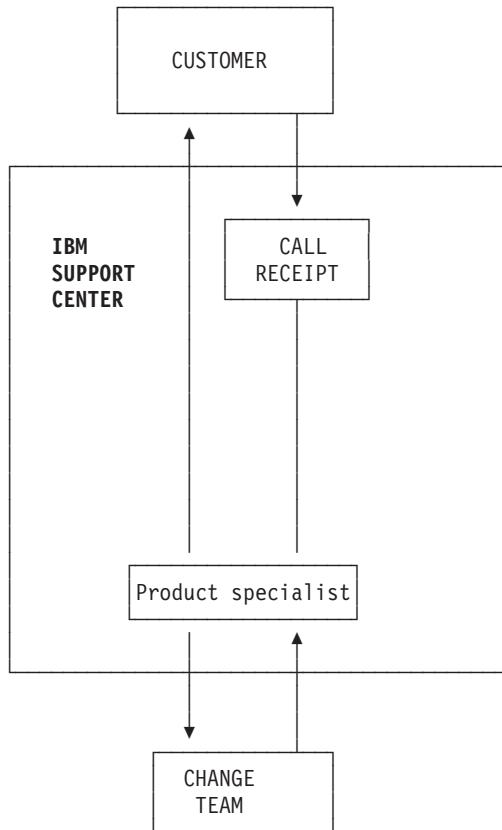 CUSTOMER
IBM
SUPPORT
CENTER
CALL
RECEIPT
Product specialist
CHANGE
TEAM